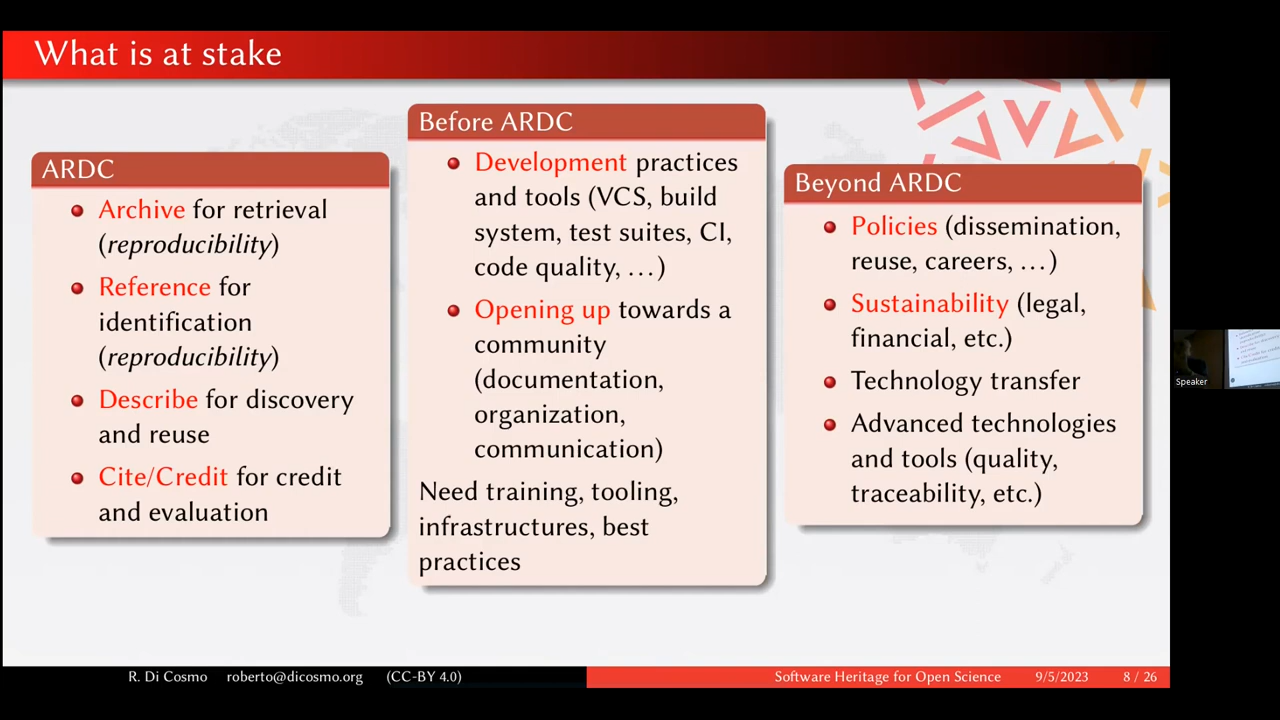 What is at stake
ARDC
Archive for retrieval
(reproducibility)
Reference for
identification
(reproducibility)
Describe for discovery
and reuse
Cite/Credit for credit
and evaluation
Before ARDC
Development practices
and tools (VCS, build
system, test suites, CI,
code quality, ...)
Opening up towards a
community
(documentation,
organization,
communication)
Need training, tooling,
infrastructures, best
practices
Beyond ARDC
Policies (dissemination,
reuse, careers, ...)
Sustainability (legal,
financial, etc.)
Technology transfer
Advanced technologies
and tools (quality,
traceability, etc.)
Speaker
R. Di Cosmo roberto@dicosmo.org (CC-BY 4.0) Software Heritage for Open Science 9/5/2023 8 / 26